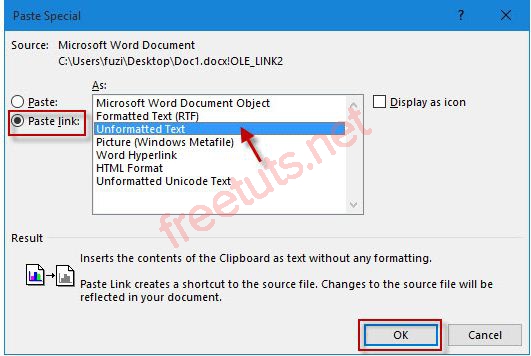 Paste Special
Source: Microsoft Word Document
C:\Users\fuzi\Desktop\Doc1.docx!OLE_LINK2
As:
Paste:
Paste link:
Microsoft Word Document Object
Formatted Text (RTF)
Unformatted Text
Picture (Windows Metafile)
Word Hyperlink
HTML Format
Unformatted Unicode Text
Display as icon
freetuts.net
Result
Inserts the contents of the Clipboard as text without any formatting.
Paste Link creates a shortcut to the source file. Changes to the source file will be
reflected in your document.
OK
Cancel